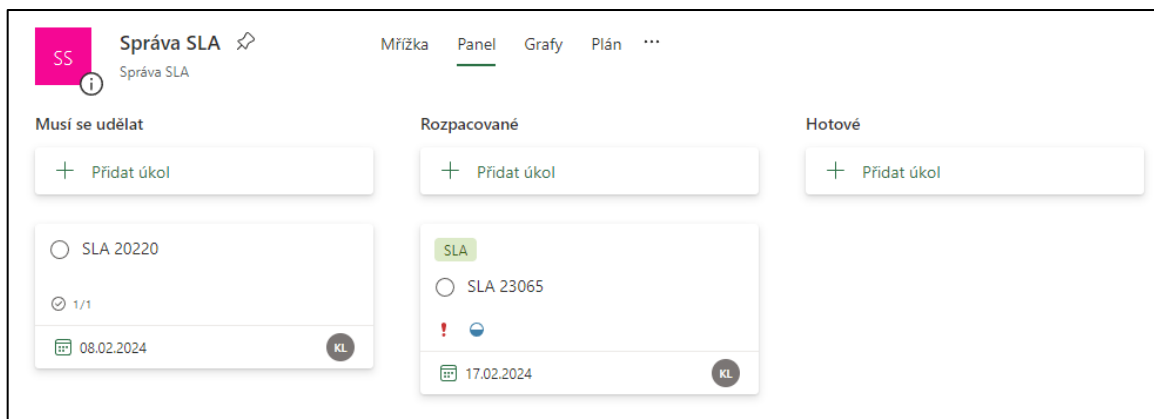 SS
Správa SLA
Správa SLA
Mřížka Panel Grafy Plán ...
Musí se udělat
Přidat úkol
SLA 20220
1/1
08.02.2024 KL
Rozpacované
Přidat úkol
SLA
SLA 23065
17.02.2024 KL
Hotové
Přidat úkol